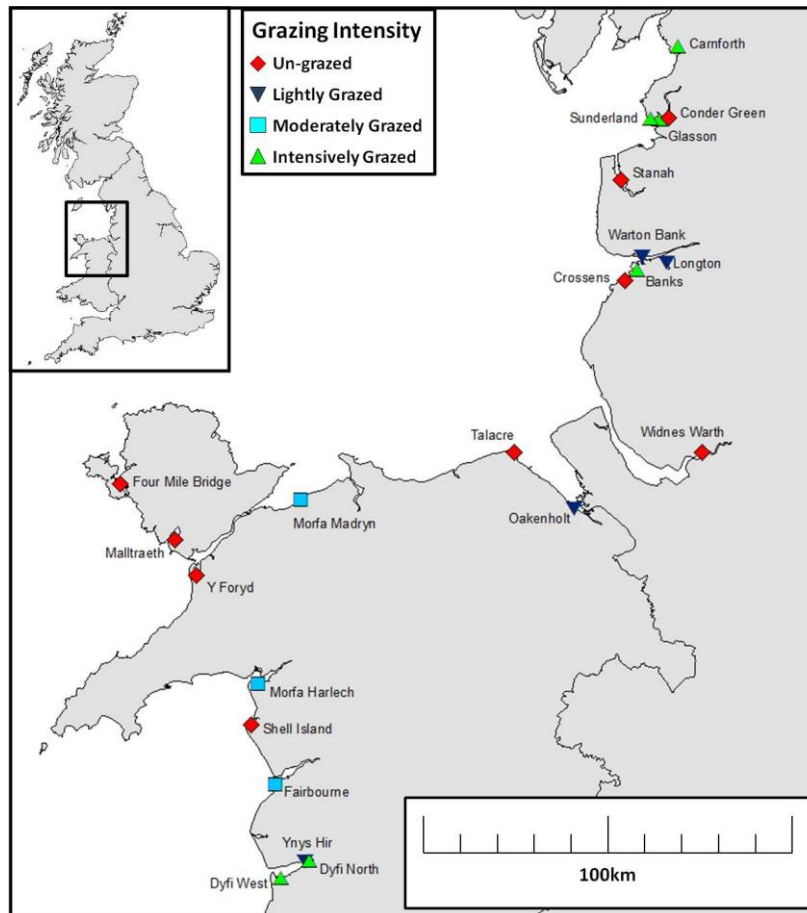 Grazing Intensity
Un-grazed
Lightly Grazed
Moderately Grazed
Intensively Grazed
Carnforth
Sunderland
Conder Green
Glasson
Stanah
Warton Bank
Longton
Crossens
Banks
Talacre
Widnes Warth
Four Mile Bridge
Morfa Madryn
Oakenholt
Malltraeth
Y Foryd
Morfa Harlech
Shell Island
Fairbourne
Ynys Hir
Dyfi North
Dyfi West
100km